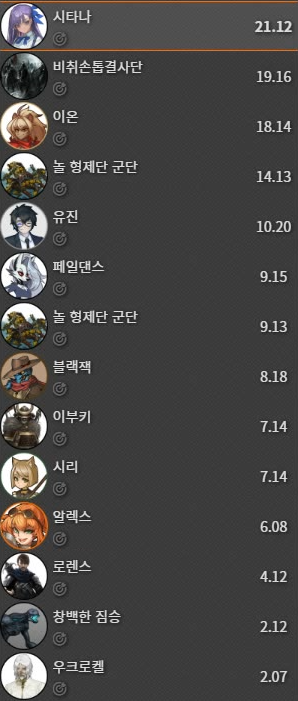 시타나
21.12
비취손톱결사단
19.16
이온
18.14
놀 형제단 군단
14.13
유진
10.20
페일댄스
9.15
놀 형제단 군단
9.13
블랙잭
8.18
이부키
7.14
시리
7.14
알렉스
6.08
로렌스
4.12
창백한 짐승
2.12
우크로켈
2.07